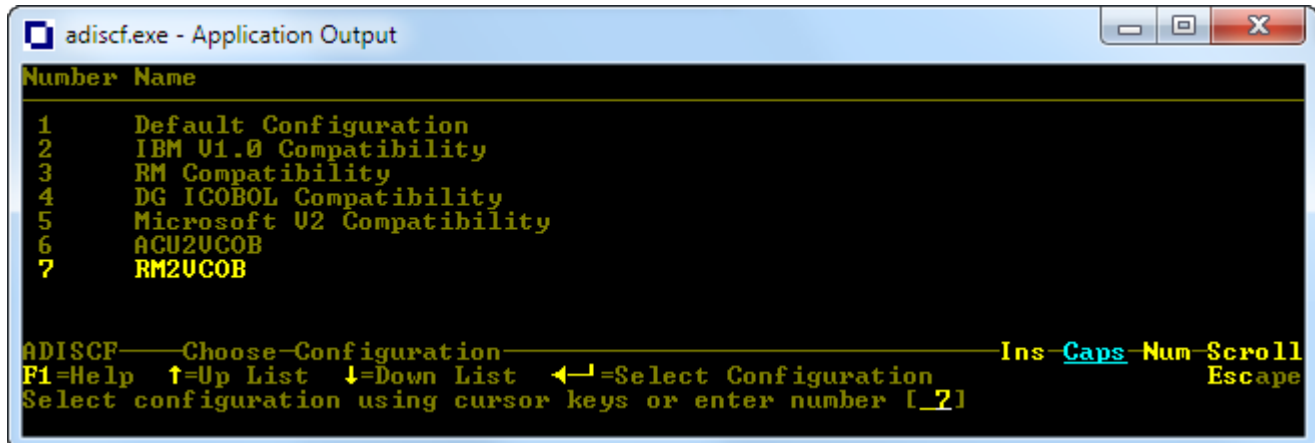 adiscf.exe - Application Output
Number Name
1 Default Configuration
2 IBM V1.0 Compatibility
3 RM Compatibility
4 DG ICOBOL Compatibility
5 Microsoft V2 Compatibility
6 ACU2VCOB
7 RM2VCOB
ADISCF Choose-Configuration Ins-Caps-Num-Scroll
F1=Help ↑=Up List ↓=Down List ◄─┘=Select Configuration Escape
Select configuration using cursor keys or enter number [_7]